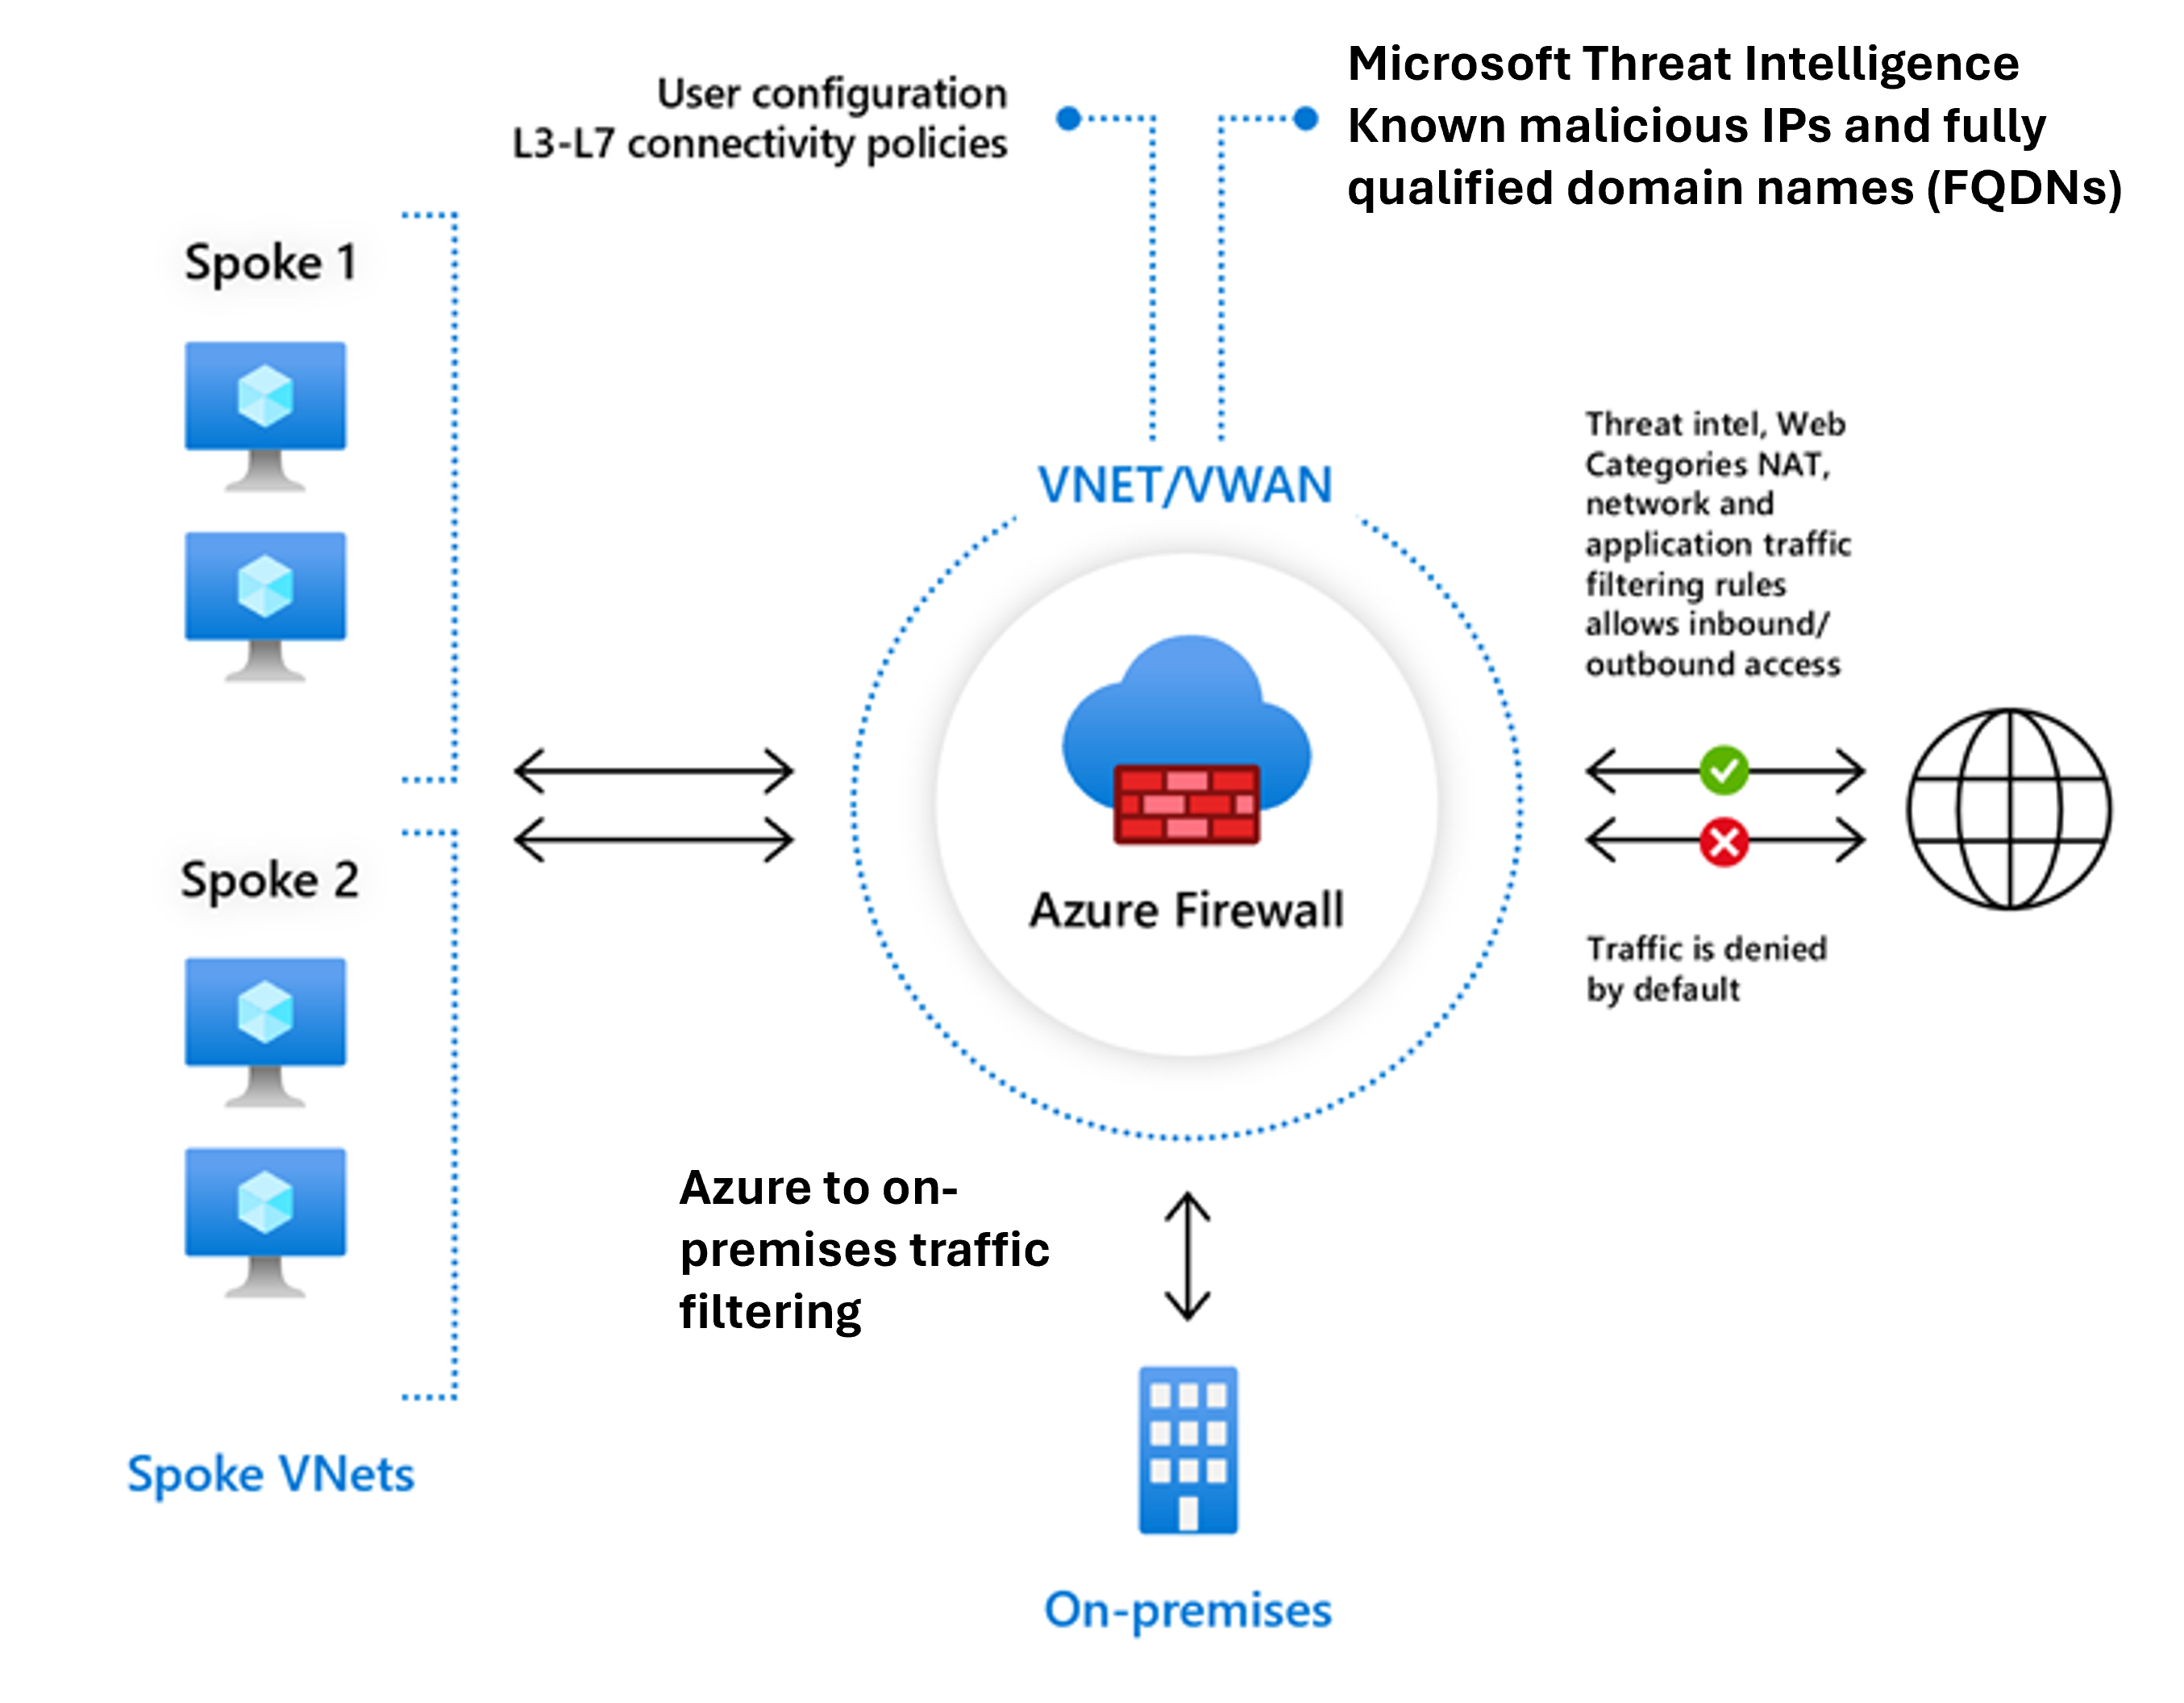 User configuration
L3-L7 connectivity policies
Microsoft Threat Intelligence
Known malicious IPs and fully
qualified domain names (FQDNs)
Spoke 1
VNET/VWAN
Threat intel, Web
Categories NAT,
network and
application traffic
filtering rules
allows inbound/
outbound access
Spoke 2
Azure Firewall
Traffic is denied
by default
Azure to on-
premises traffic
filtering
Spoke VNets
On-premises